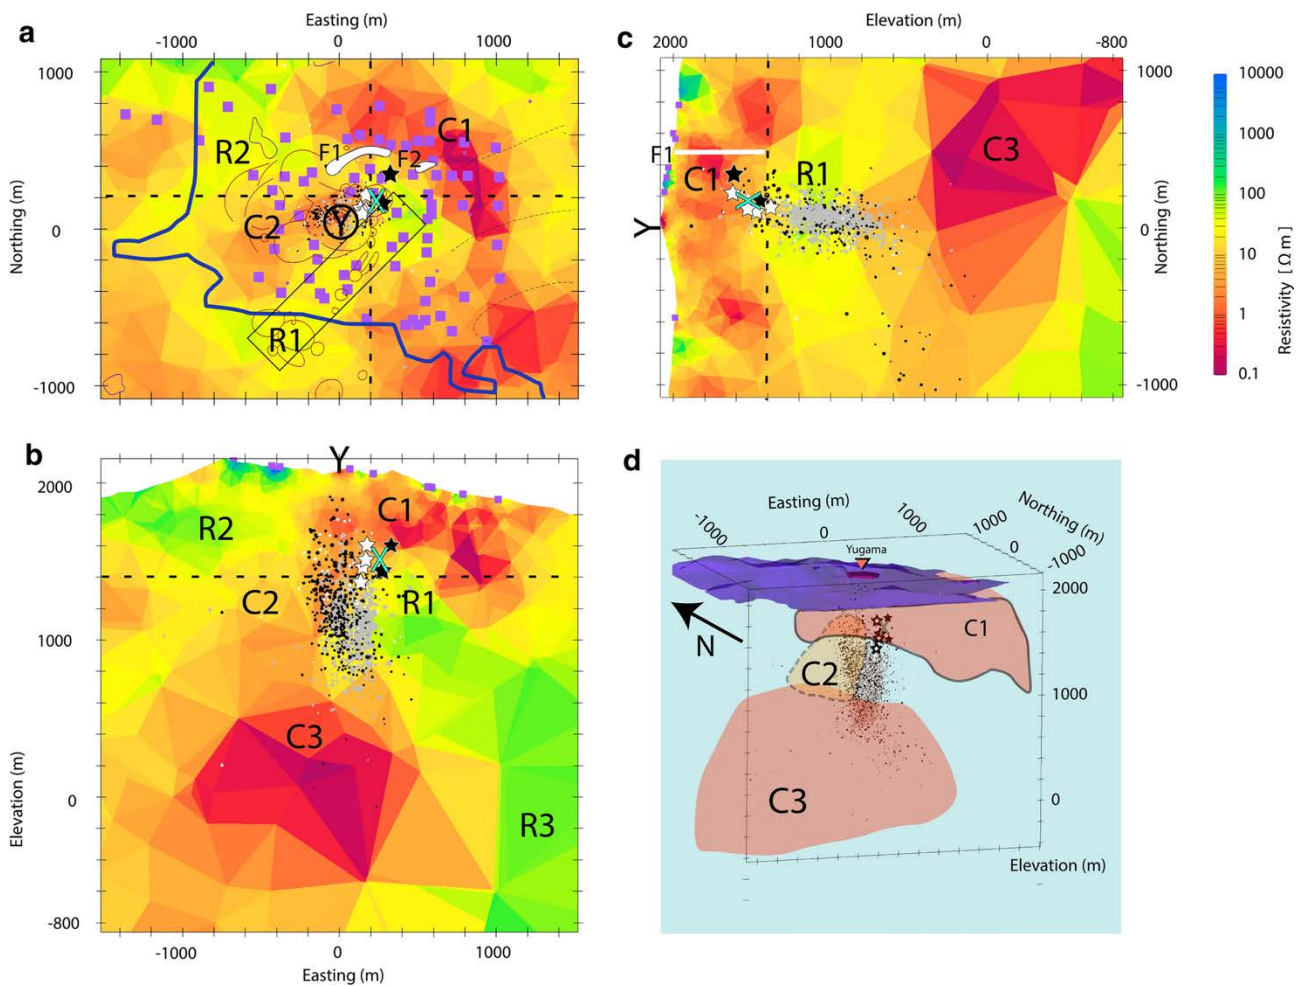 a
Easting (m)
-1000 0 1000
Northing (m)
1000
0
-1000
R2
F1
F2
C1
C2
Y
R1
b
Y
2000
1000
0
-800
Elevation (m)
C1
R2
C2
R1
C3
R3
-1000 0 1000
Easting (m)
c
Elevation (m)
2000 1000 0 -800
F1
C1
R1
C3
Y
1000
0
-1000
Northing (m)
10000
1000
100
10
1
0.1
Resistivity [ Ω m ]
d
Easting (m)
Northing (m)
-1000 0 1000
1000
0
-1000
Yugama
2000
N
C1
C2
1000
C3
0
Elevation (m)